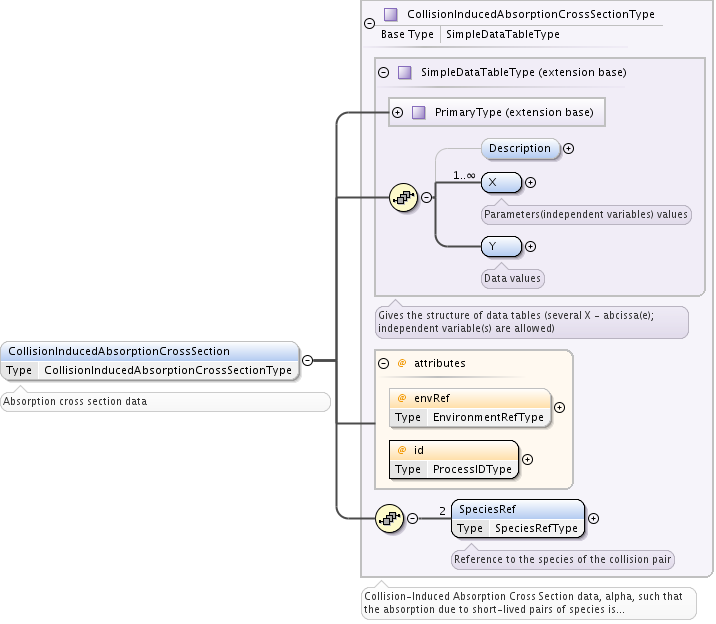 CollisionInducedAbsorptionCrossSectionType
Base Type SimpleDataTableType
SimpleDataTableType (extension base)
PrimaryType (extension base)
Description
1..∞
X
Parameters(independent variables) values
Y
Data values
Gives the structure of data tables (several X - abcissa(e);
independent variable(s) are allowed)
CollisionInducedAbsorptionCrossSection
Type CollisionInducedAbsorptionCrossSectionType
Absorption cross section data
@ attributes
@ envRef
Type EnvironmentRefType
@ id
Type ProcessIDType
2
SpeciesRef
Type SpeciesRefType
Reference to the species of the collision pair
Collision-Induced Absorption Cross Section data, alpha, such that
the absorption due to short-lived pairs of species is...